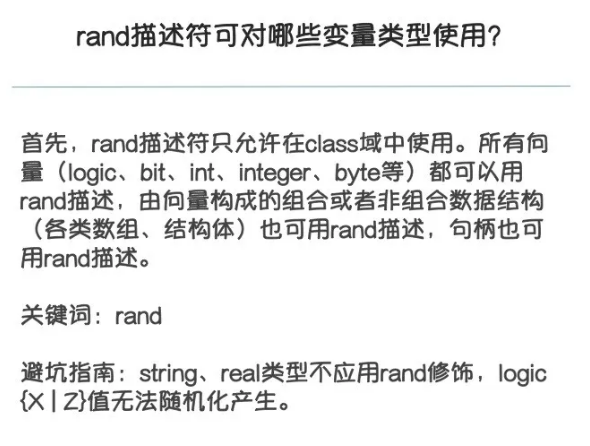 rand描述符可对哪些变量类型使用?
首先，rand描述符只允许在class域中使用。所有向
量（logic、bit、int、integer、byte等）都可以用
rand描述，由向量构成的组合或者非组合数据结构
（各类数组、结构体）也可用rand描述，句柄也可
用rand描述。
关键词：rand
避坑指南：string、real类型不应用rand修饰，logic
{X | Z}值无法随机化产生。